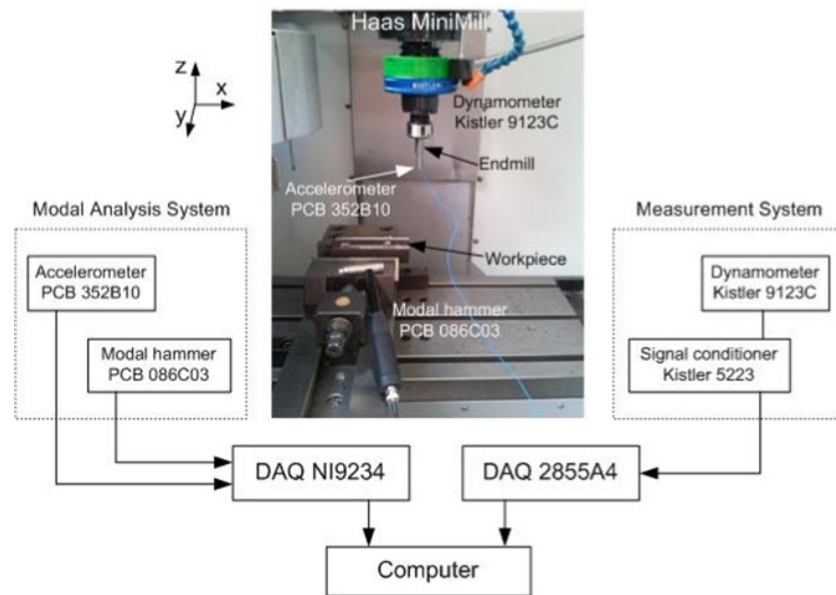 Haas MiniMill
z
x
y
KISTLER
Dynamometer
Kistler 9123C
Endmill
Accelerometer
PCB 352B10
Workpiece
Modal hammer
PCB 086C03
Modal Analysis System
Accelerometer
PCB 352B10
Modal hammer
PCB 086C03
Measurement System
Dynamometer
Kistler 9123C
Signal conditioner
Kistler 5223
DAQ NI9234
DAQ 2855A4
Computer